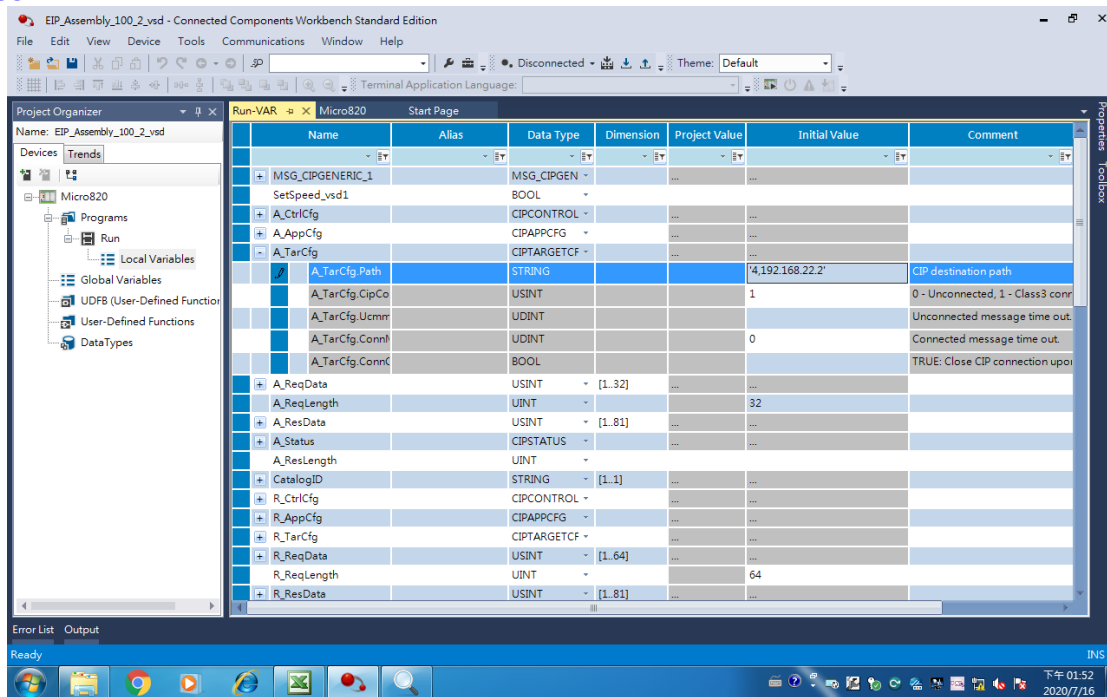 EIP_Assembly_100_2_vsd - Connected Components Workbench Standard Edition
File Edit View Device Tools Communications Window Help
Disconnected Theme: Default
Terminal Application Language:
Project Organizer
Name: EIP_Assembly_100_2_vsd
Devices Trends
Micro820
Programs
Run
Local Variables
Global Variables
UDFB (User-Defined Function
User-Defined Functions
DataTypes
Run-VAR Micro820 Start Page
Name Alias Data Type Dimension Project Value Initial Value Comment
+ MSG_CIPGENERIC_1 MSG_CIPGEN ... ...
SetSpeed_vsd1 BOOL
+ A_CtrlCfg CIPCONTROL ... ...
+ A_AppCfg CIPAPPCFG ... ...
- A_TarCfg CIPTARGETCF ... ...
A_TarCfg.Path STRING '4,192.168.22.2' CIP destination path
A_TarCfg.CipCo USINT 1 0 - Unconnected, 1 - Class3 conr
A_TarCfg.Ucmm UDINT Unconnected message time out.
A_TarCfg.ConnM UDINT 0 Connected message time out.
A_TarCfg.ConnC BOOL TRUE: Close CIP connection upon
+ A_ReqData USINT [1..32] ... ...
A_ReqLength UINT 32
+ A_ResData USINT [1..81] ... ...
+ A_Status CIPSTATUS ... ...
A_ResLength UINT
+ CatalogID STRING [1..1] ... ...
+ R_CtrlCfg CIPCONTROL ... ...
+ R_AppCfg CIPAPPCFG ... ...
+ R_TarCfg CIPTARGETCF ... ...
+ R_ReqData USINT [1..64] ... ...
R_ReqLength UINT 64
+ R_ResData USINT [1..81] ... ...
Properties
Toolbox
Error List Output
Ready INS
下午 01:52
2020/7/16